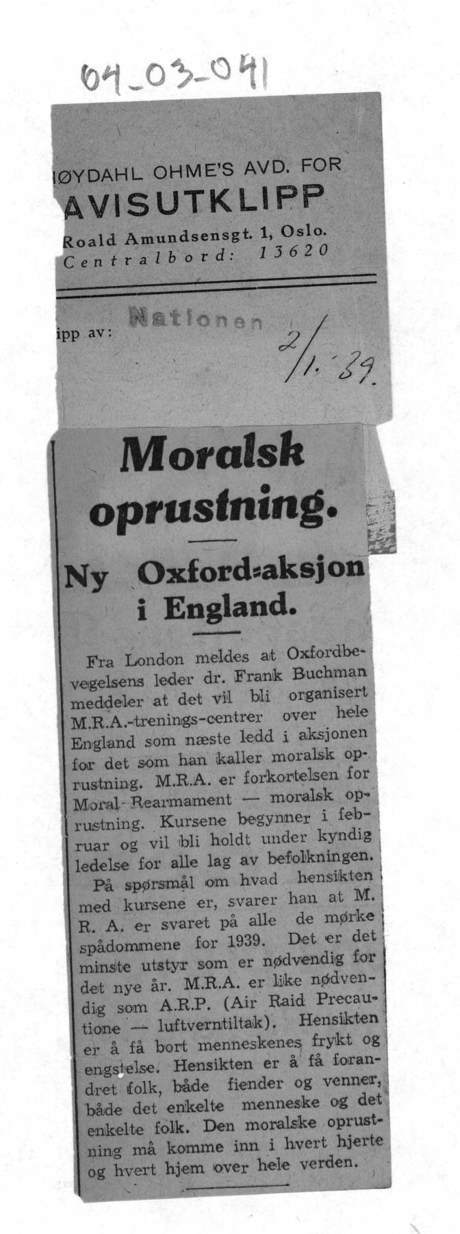 04-03-041
HØYDAHL OHME'S AVD. FOR
AVISUTKLIPP
Roald Amundsensgt. 1, Oslo.
Centralbord: 13620
ipp av:
Nationen
2/1.-39.
Moralsk
oprustning.
Ny Oxford-aksjon
i England.
Fra London meldes at Oxfordbe-
vegelsens leder dr. Frank Buchman
meddeler at det vil bli organisert
M.R.A.-trenings-centrer over hele
England som næste ledd i aksjonen
for det som han kaller moralsk op-
rustning. M.R.A. er forkortelsen for
Moral-Rearmament — moralsk op-
rustning. Kursene begynner i feb-
ruar og vil bli holdt under kyndig
ledelse for alle lag av befolkningen.
På spørsmål om hvad hensikten
med kursene er, svarer han at M.
R. A. er svaret på alle de mørke
spådommene for 1939. Det er det
minste utstyr som er nødvendig for
det nye år. M.R.A. er like nødven-
dig som A.R.P. (Air Raid Precau-
tione — luftverntiltak). Hensikten
er å få bort menneskenes frykt og
engstelse. Hensikten er å få foran-
dret folk, både fiender og venner,
både det enkelte menneske og det
enkelte folk. Den moralske oprust-
ning må komme inn i hvert hjerte
og hvert hjem over hele verden.